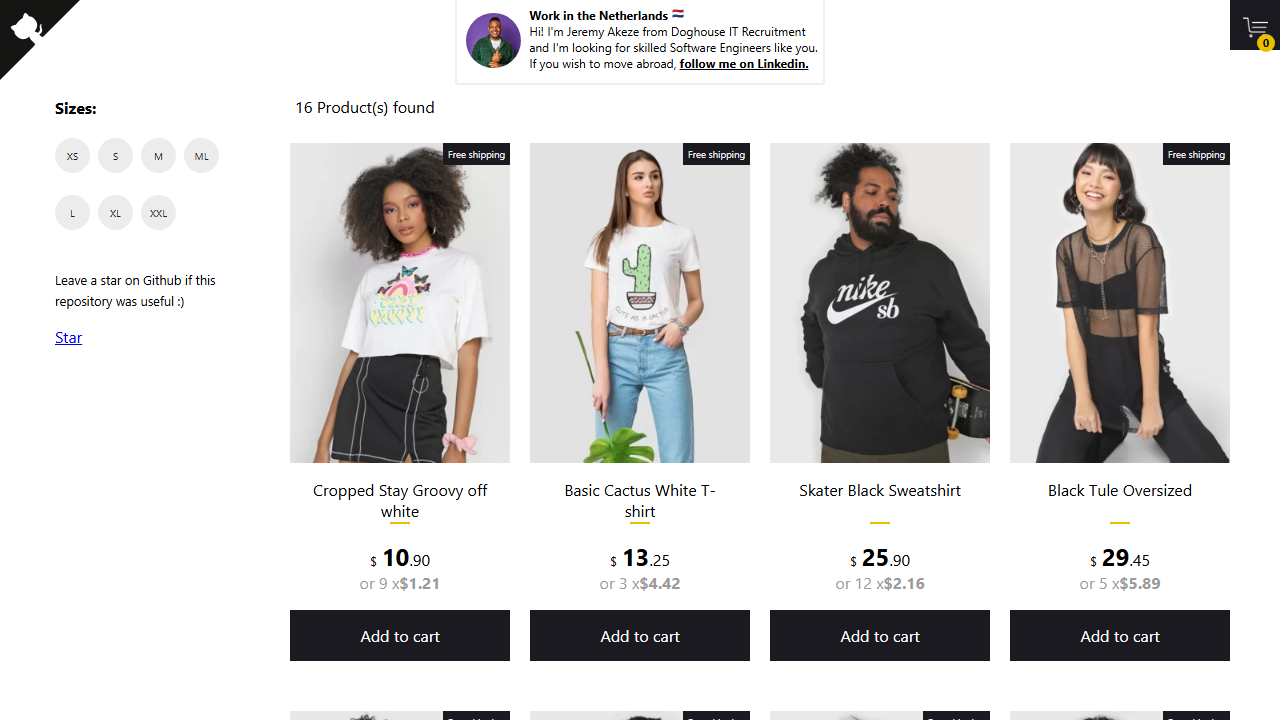 Work in the Netherlands
Hi! I'm Jeremy Akeze from Doghouse IT Recruitment
and I'm looking for skilled Software Engineers like you.
If you wish to move abroad, follow me on Linkedin.
0
Sizes:
XS S M ML
L XL XXL
Leave a star on Github if this
repository was useful :)
Star
16 Product(s) found
Free shipping
Cropped Stay Groovy off
white
$ 10.90
or 9 x$1.21
Add to cart
Free shipping
CUTE AS A CACTUS
Basic Cactus White T-
shirt
$ 13.25
or 3 x$4.42
Add to cart
nike
sb
Skater Black Sweatshirt
$ 25.90
or 12 x$2.16
Add to cart
Free shipping
Black Tule Oversized
$ 29.45
or 5 x$5.89
Add to cart